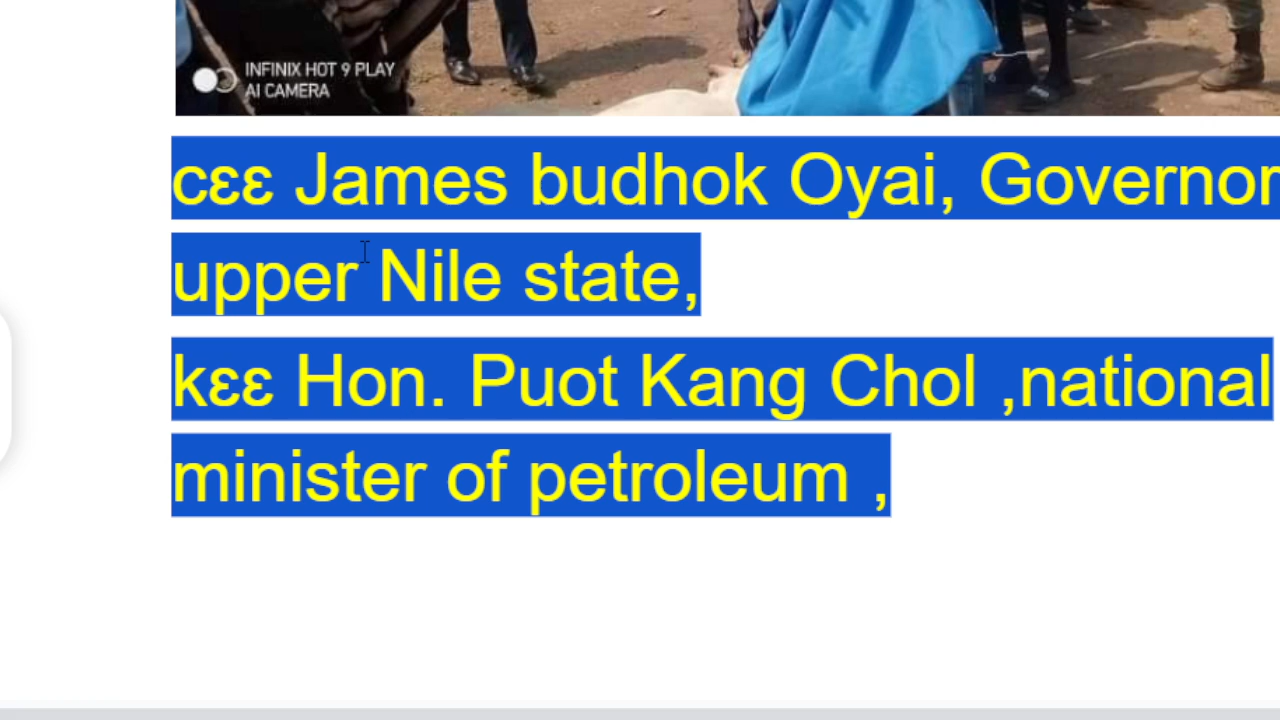 INFINIX HOT 9 PLAY
AI CAMERA
cɛɛ James budhok Oyai, Governor
upper Nile state,
kɛɛ Hon. Puot Kang Chol ,national
minister of petroleum ,